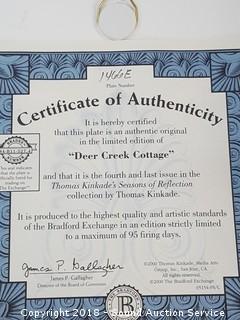 1466E
Plate Number
Certificate of Authenticity
It is hereby certified
that this plate is an authentic original
in the limited edition of
"Deer Creek Cottage"
and that it is the fourth and last issue in the
Thomas Kinkade's Seasons of Reflection
collection by Thomas Kinkade.
It is produced to the highest quality and artistic standards
of the Bradford Exchange in an edition strictly limited
to a maximum of 95 firing days.
James P. Gallagher
James P. Gallagher
Director of the Board of Governors
©2000 Thomas Kinkade, Media Arts
Group, Inc., San Jose, CA
All rights reserved.
©2000 The Bradford Exchange
B
Copyright 2018 - Sound Auction Service